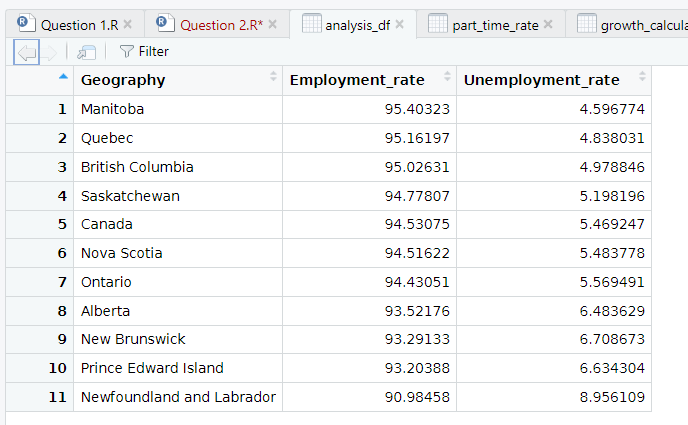 Question 1.R × Question 2.R* × analysis_df × part_time_rate × growth_calcula
Filter
Geography Employment_rate Unemployment_rate
1 Manitoba 95.40323 4.596774
2 Quebec 95.16197 4.838031
3 British Columbia 95.02631 4.978846
4 Saskatchewan 94.77807 5.198196
5 Canada 94.53075 5.469247
6 Nova Scotia 94.51622 5.483778
7 Ontario 94.43051 5.569491
8 Alberta 93.52176 6.483629
9 New Brunswick 93.29133 6.708673
10 Prince Edward Island 93.20388 6.634304
11 Newfoundland and Labrador 90.98458 8.956109